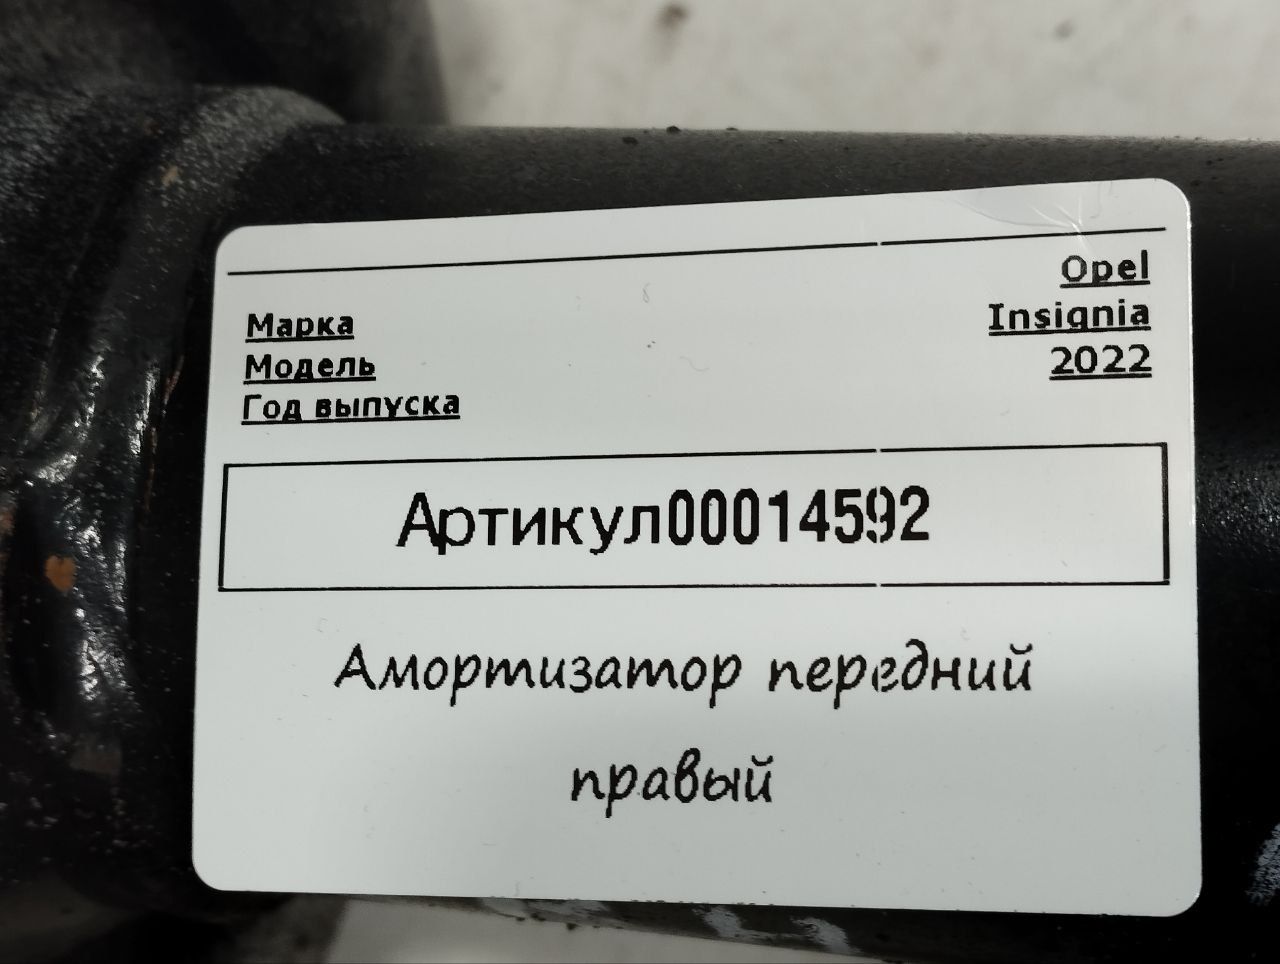 Марка Opel
Модель Insignia
Год выпуска 2022
Артикул00014592
Амортизатор передний
правый